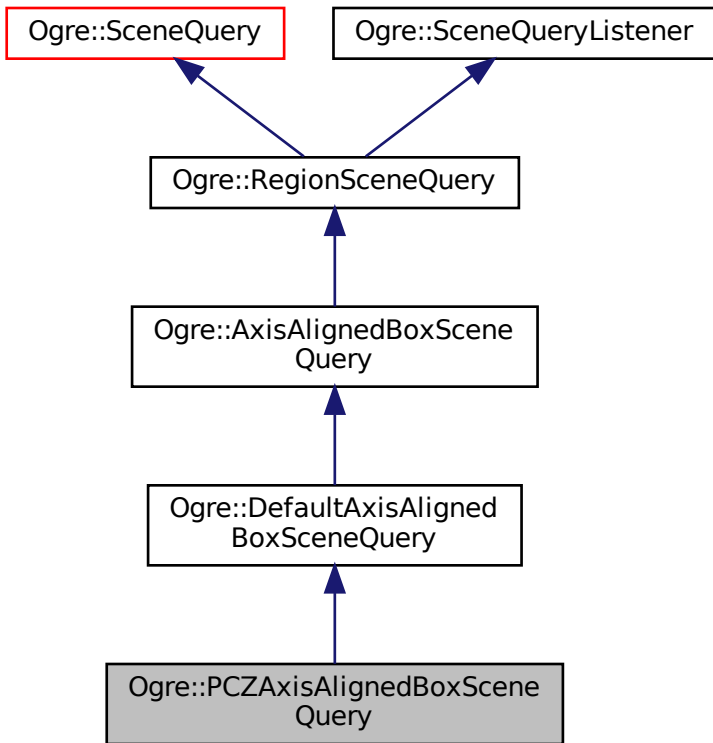 Ogre::SceneQuery
Ogre::SceneQueryListener
Ogre::RegionSceneQuery
Ogre::AxisAlignedBoxScene
Query
Ogre::DefaultAxisAligned
BoxSceneQuery
Ogre::PCZAxisAlignedBoxScene
Query